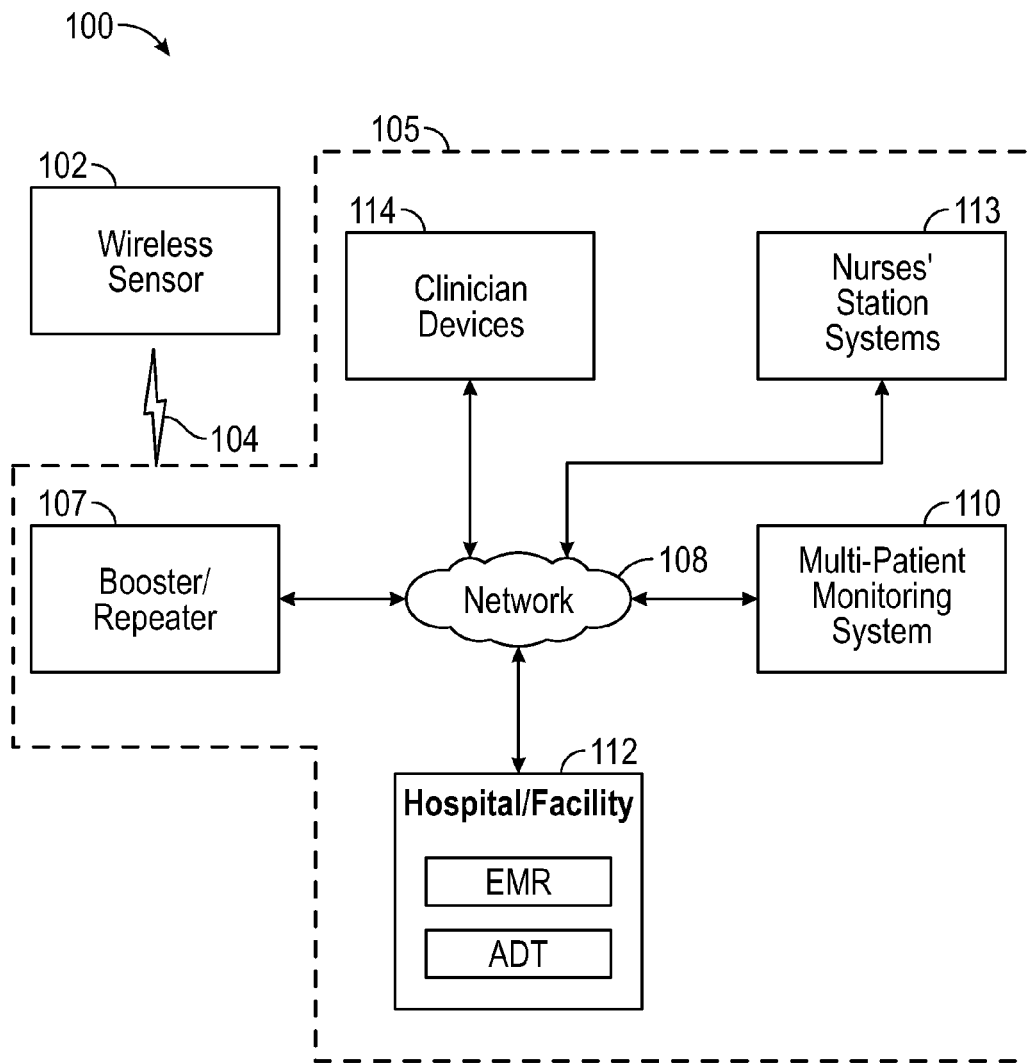 100
105
102
Wireless
Sensor
114
Clinician
Devices
113
Nurses'
Station
Systems
104
107
Booster/
Repeater
108
Network
110
Multi-Patient
Monitoring
System
112
Hospital/Facility
EMR
ADT